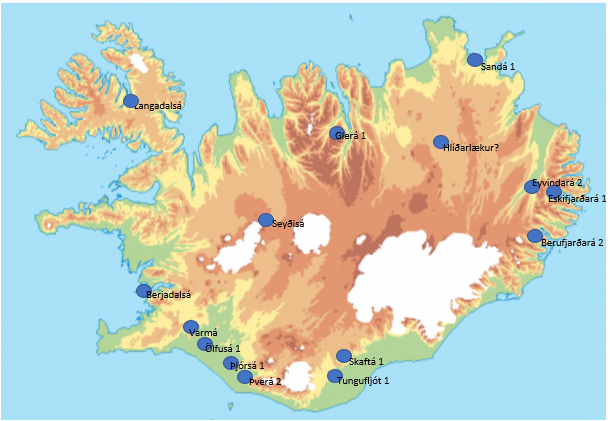 Sandá 1
Langadalsá
Glerá 1
Hlíðarlækur?
Eyvindará 2
Eskifjarðará 1
Seyðisá
Berufjarðará 2
Berjadalsá
Varmá
Ölfusá 1
Skaftá 1
Þjórsá 1
Tungufljót 1
Þverá 2